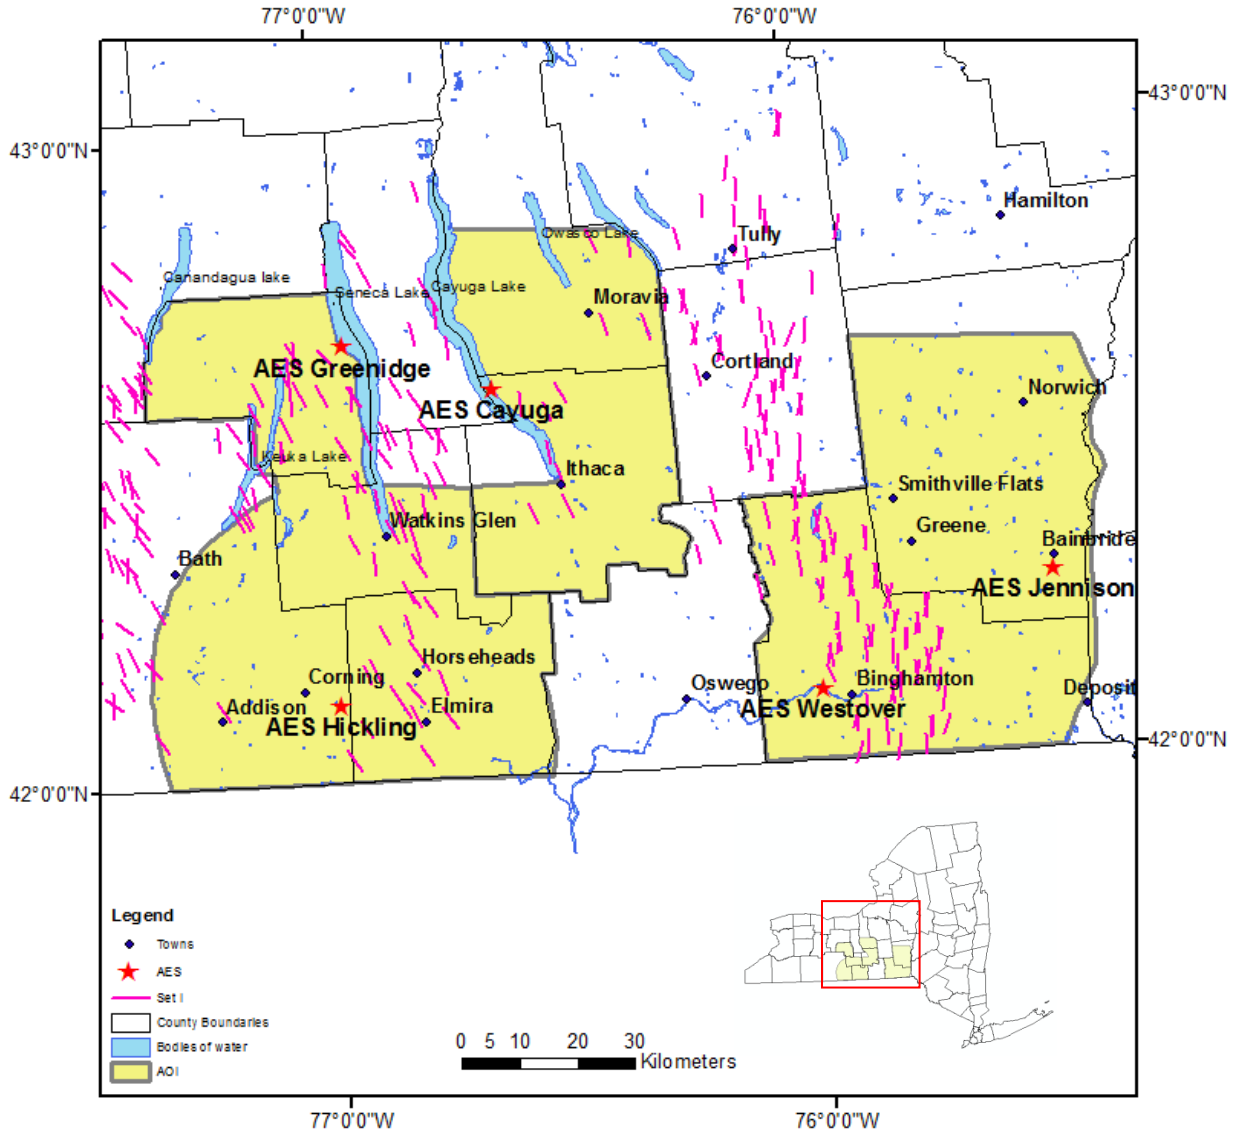 77°0'0"W
76°0'0"W
43°0'0"N
43°0'0"N
Hamilton
Owasco Lake
Tully
Canandagua lake
Seneca Lake
Cayuga Lake
Moravia
AES Greenidge
Cortland
Norwich
AES Cayuga
Keuka Lake
Ithaca
Smithville Flats
Watkins Glen
Greene
Bainbridge
Bath
AES Jennison
Horseheads
Corning
Oswego
Binghamton
Deposit
Addison
Elmira
AES Westover
AES Hickling
42°0'0"N
42°0'0"N
Legend
Towns
AES
Set I
County Boundaries
Bodies of water
AOI
0 5 10 20 30
Kilometers
77°0'0"W
76°0'0"W